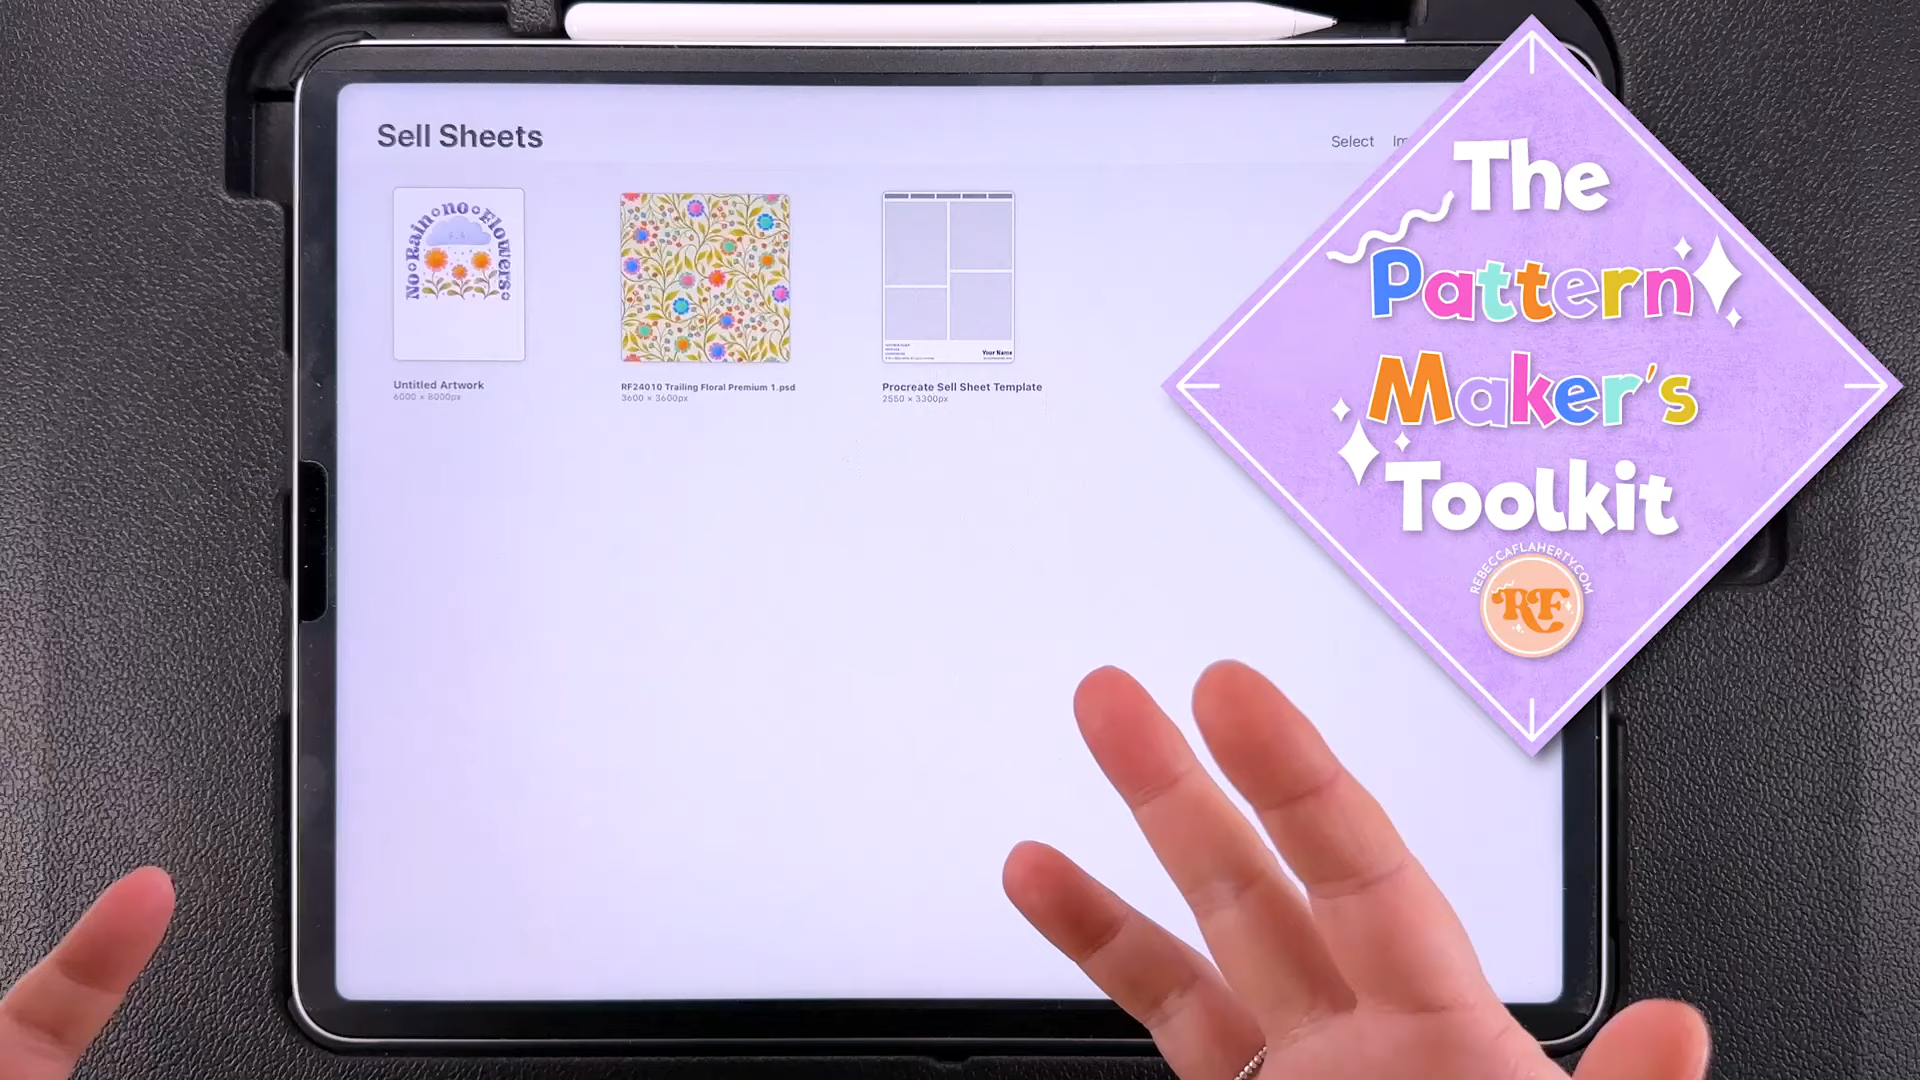 Sell Sheets
Select
No Rain no Flowers
Your Name
Untitled Artwork
6000 × 8000px
RF24010 Trailing Floral Premium 1.psd
3600 × 3600px
Procreate Sell Sheet Template
2550 × 3300px
The
Pattern
Maker's
Toolkit
REBECCAFLAHERTY.COM
RF